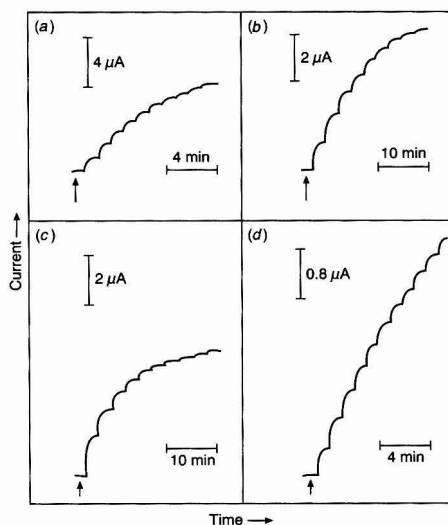 (a)
4 µA
4 min
(b)
2 µA
10 min
(c)
2 µA
10 min
(d)
0.8 µA
4 min
Current
Time